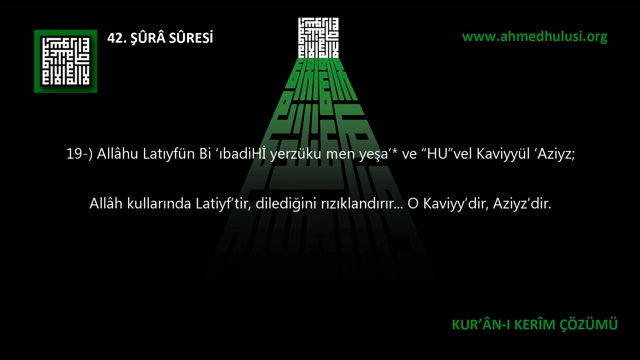 42. ŞÛRÂ SÛRESİ
www.ahmedhulusi.org
19-) Allâhu Latıyfün Bi ‘ıbadiHİ yerzüku men yeşa’* ve “HU”vel Kaviyyül ‘Aziyz;
Allâh kullarında Latiyf’tir, dilediğini rızıklandırır... O Kaviyy’dir, Aziyz’dir.
KUR’ÂN-I KERÎM ÇÖZÜMÜ